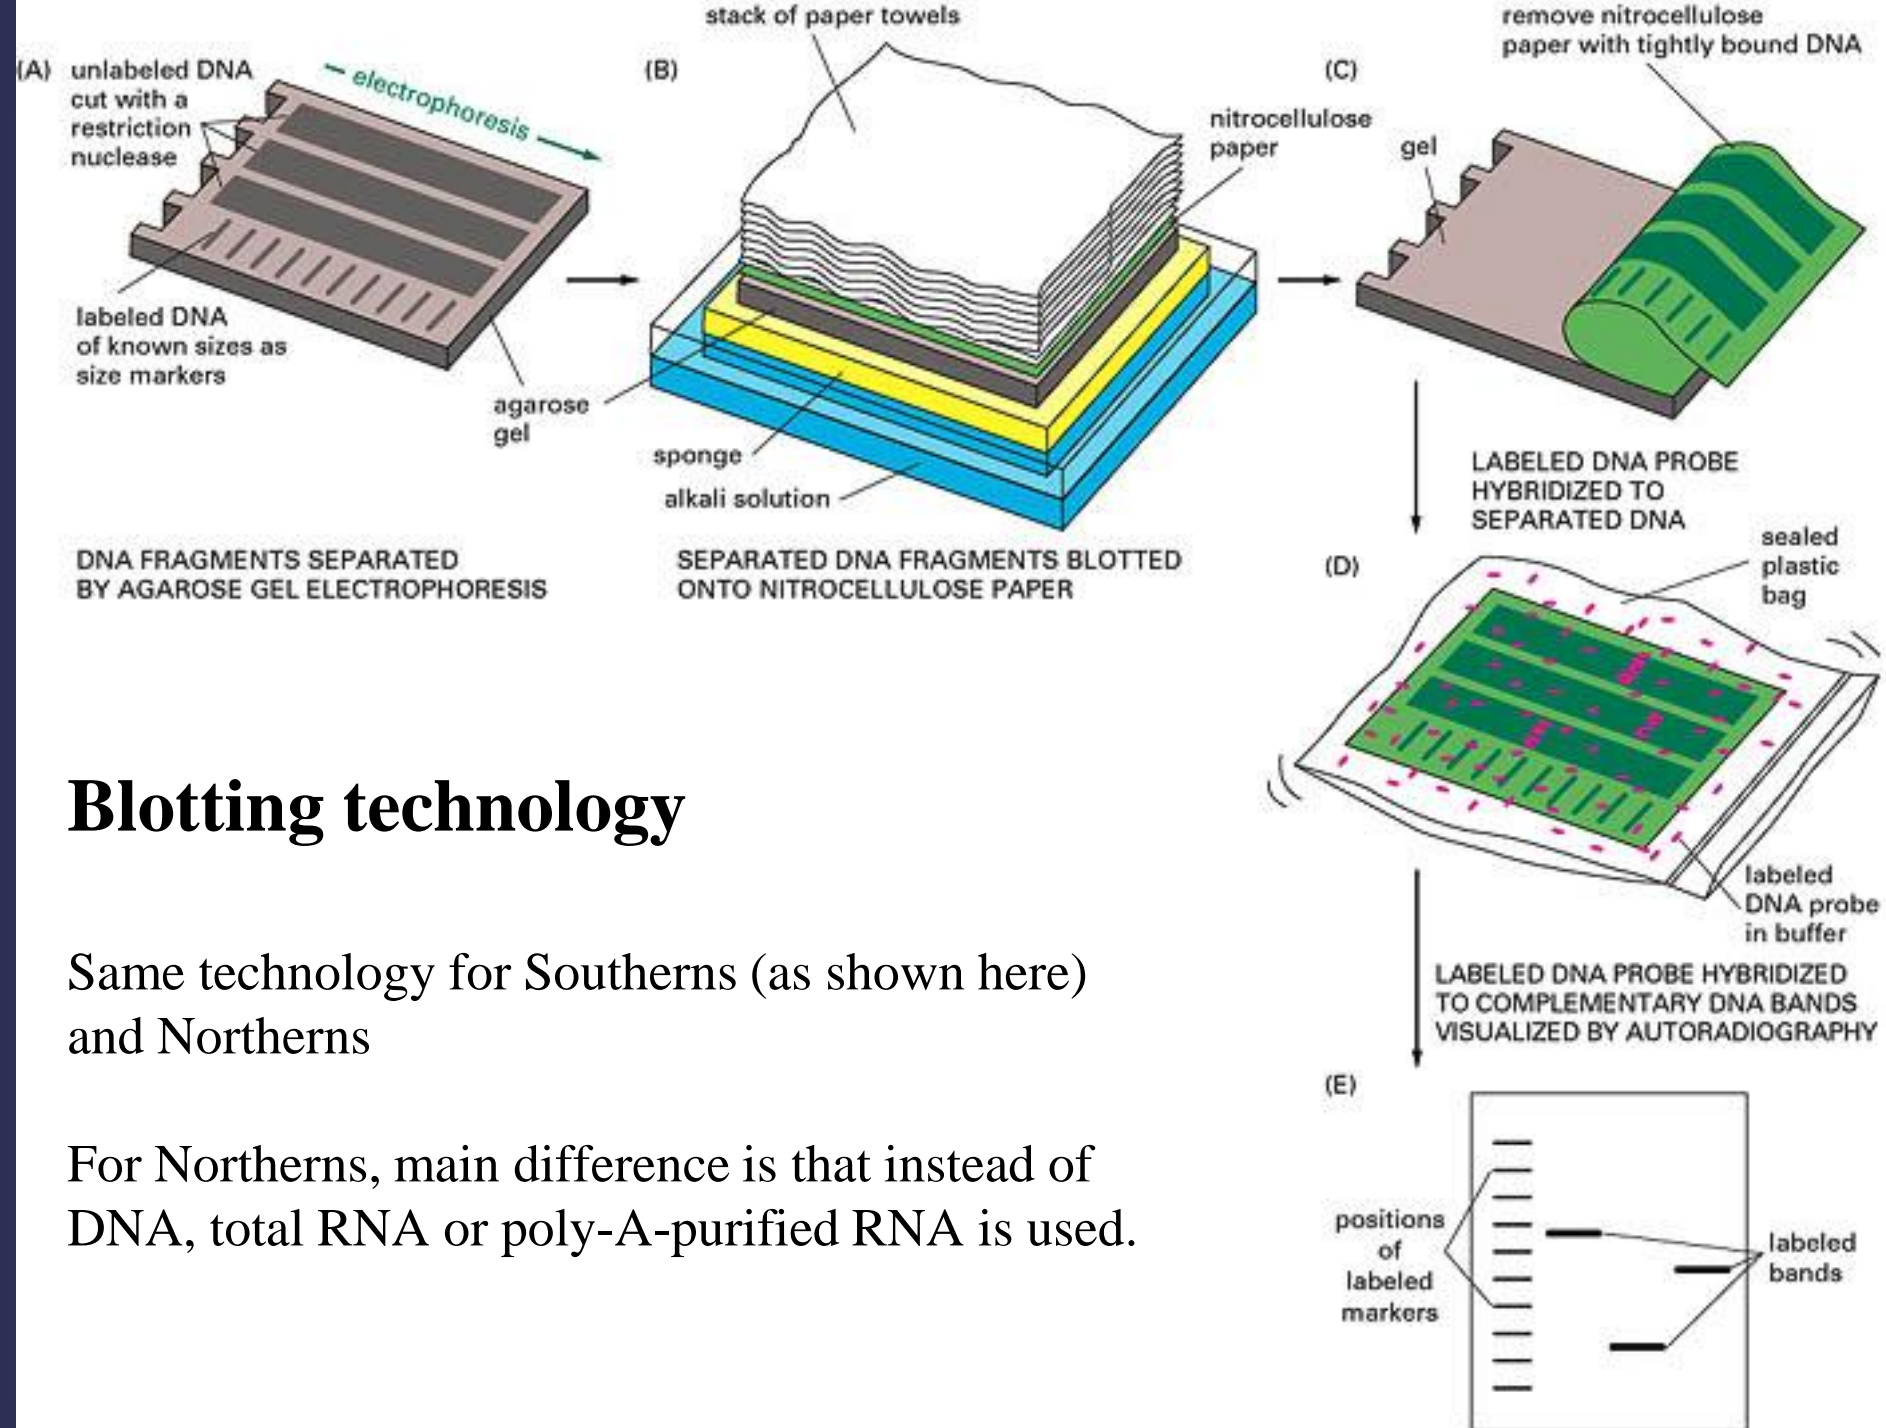 (A)
unlabeled DNA
cut with a
restriction
nuclease
electrophoresis
labeled DNA
of known sizes as
size markers
agarose
gel
DNA FRAGMENTS SEPARATED
BY AGAROSE GEL ELECTROPHORESIS
(B)
stack of paper towels
nitrocellulose
paper
sponge
alkali solution
SEPARATED DNA FRAGMENTS BLOTTED
ONTO NITROCELLULOSE PAPER
(C)
remove nitrocellulose
paper with tightly bound DNA
gel
LABELED DNA PROBE
HYBRIDIZED TO
SEPARATED DNA
(D)
sealed
plastic
bag
labeled
DNA probe
in buffer
LABELED DNA PROBE HYBRIDIZED
TO COMPLEMENTARY DNA BANDS
VISUALIZED BY AUTORADIOGRAPHY
(E)
positions
of
labeled
markers
labeled
bands
Blotting technology
Same technology for Southerns (as shown here)
and Northerns
For Northerns, main difference is that instead of
DNA, total RNA or poly-A-purified RNA is used.